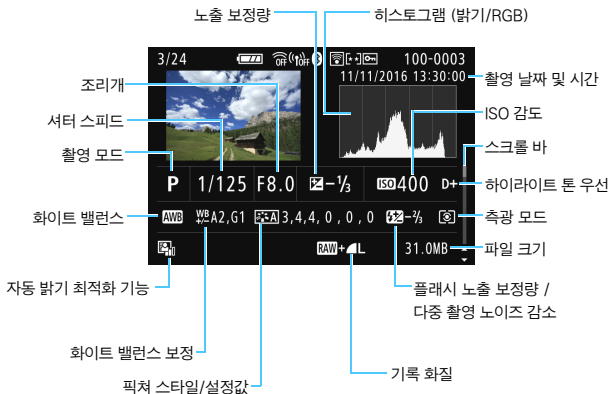 노출 보정량
히스토그램 (밝기/RGB)
3/24 OFF OFF 100-0003
11/11/2016 13:30:00
촬영 날짜 및 시간
조리개
ISO 감도
셔터 스피드
스크롤 바
촬영 모드
P 1/125 F8.0 -⅓ ISO 400 D+
하이라이트 톤 우선
화이트 밸런스
AWB WB+/- A2,G1 A 3,4,4, 0 , 0 , 0 -⅔
측광 모드
RAW+L 31.0MB
파일 크기
자동 밝기 최적화 기능
플래시 노출 보정량 /
다중 촬영 노이즈 감소
화이트 밸런스 보정
기록 화질
픽쳐 스타일/설정값